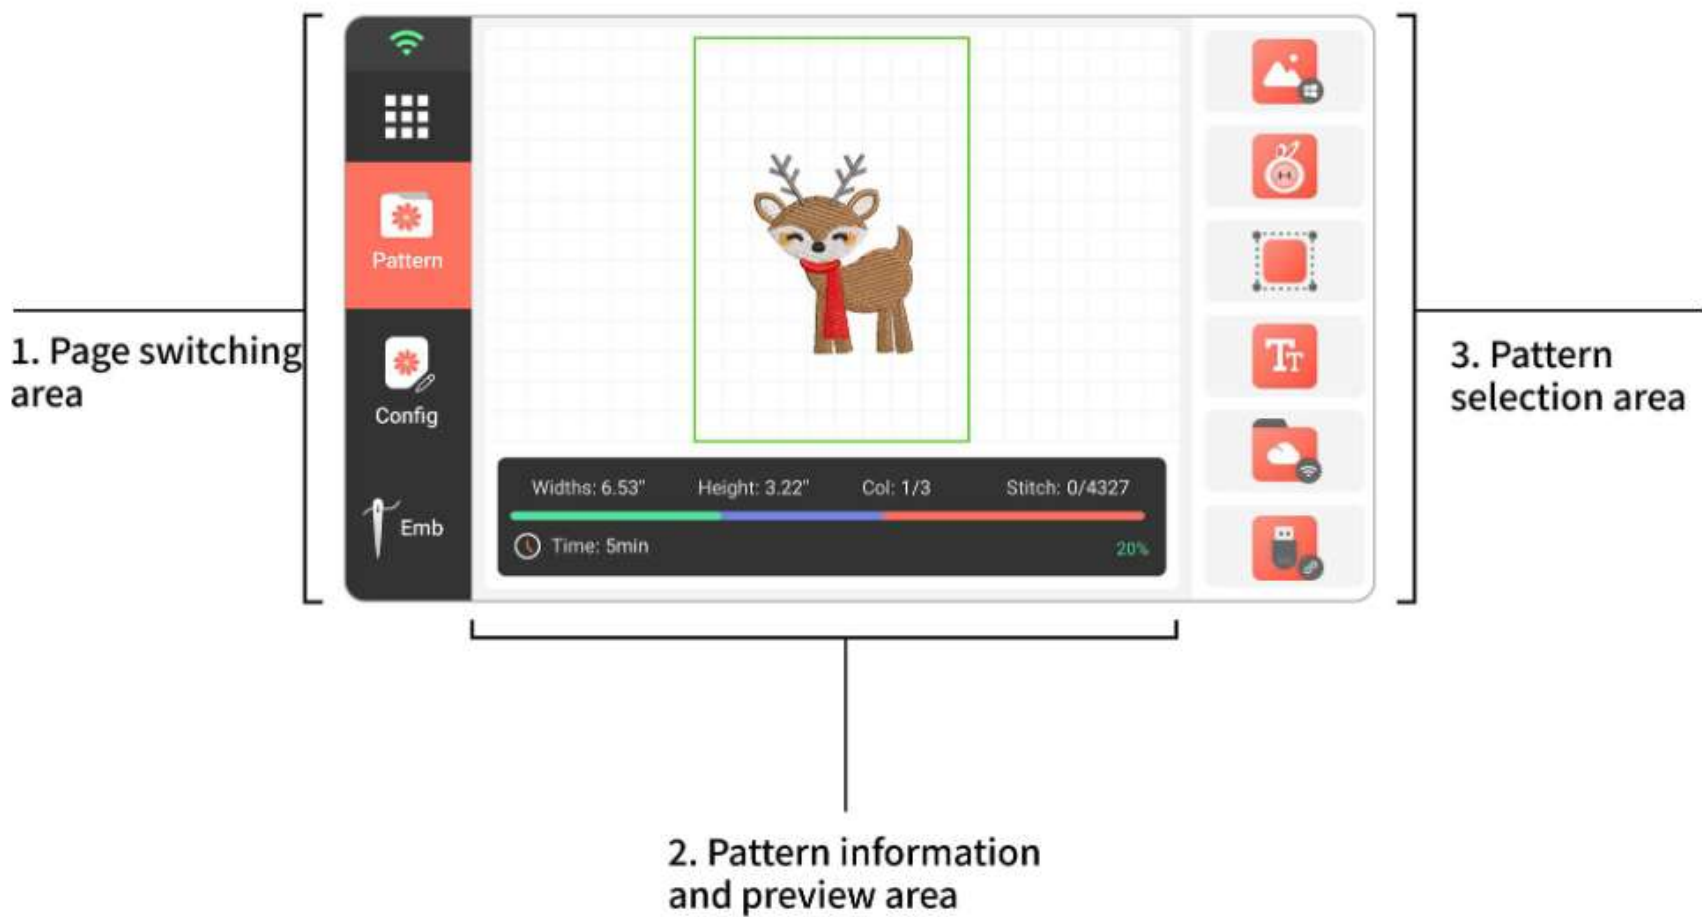 Pattern
Config
Emb
1. Page switching
area
Widths: 6.53" Height: 3.22" Col: 1/3 Stitch: 0/4327
Time: 5min 20%
TT
3. Pattern
selection area
2. Pattern information
and preview area